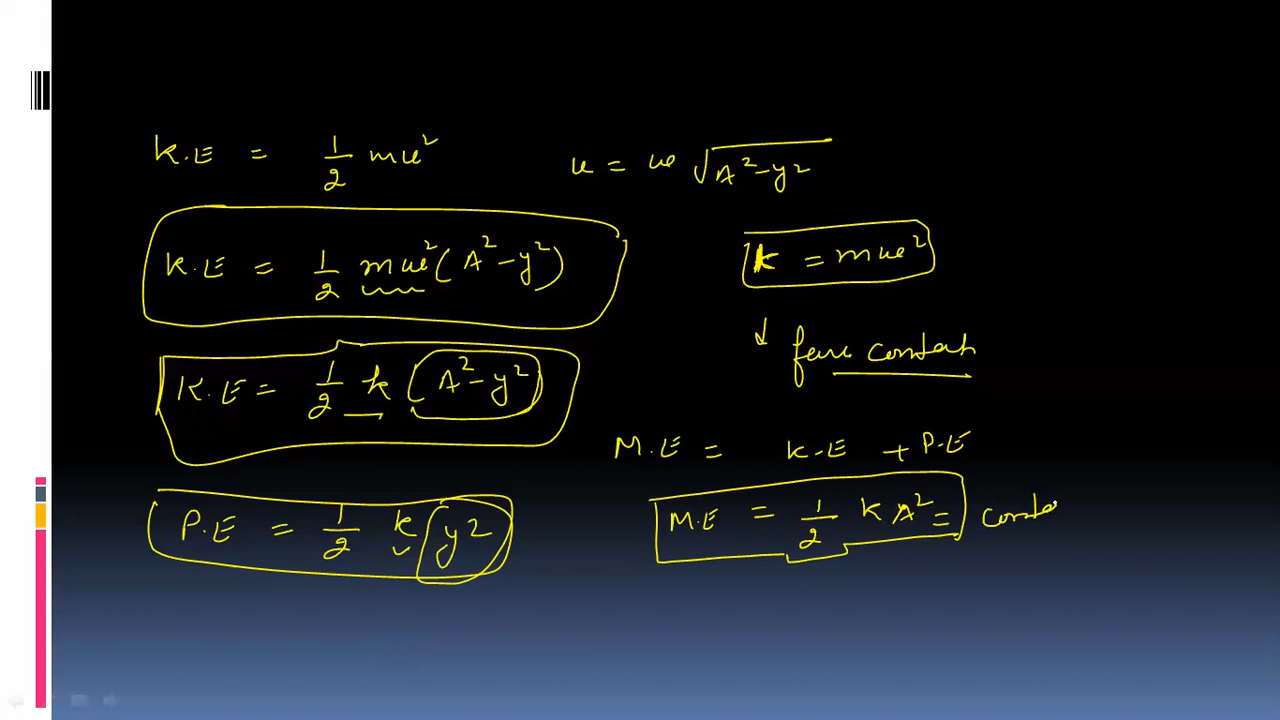 K.E = 1/2 mu²
u = ω √A²-y²
K.E = 1/2 mω² (A²-y²)
k = mω²
K.E = 1/2 k (A²-y²)
↓ force constant
M.E = K.E + P.E
P.E = 1/2 k y²
M.E = 1/2 K A² = consta